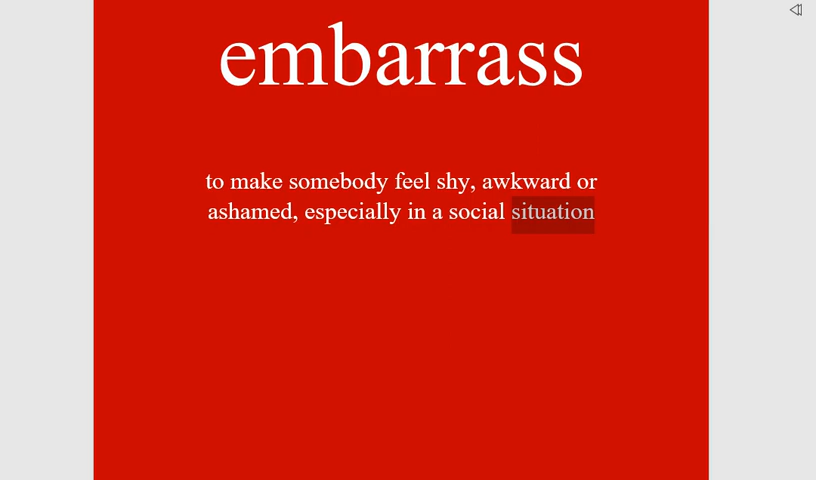 embarrass
to make somebody feel shy, awkward or
ashamed, especially in a social situation